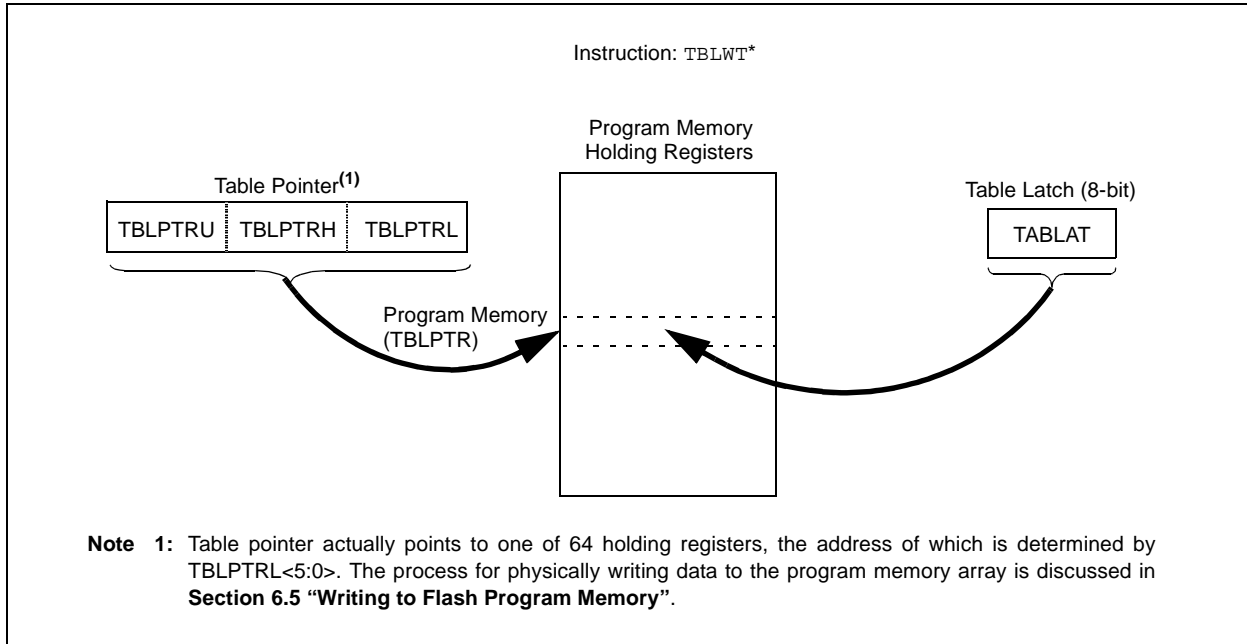 Instruction: TBLWT*
Program Memory
Holding Registers
Table Pointer(1)
Table Latch (8-bit)
TBLPTRU TBLPTRH TBLPTRL
TABLAT
Program Memory
(TBLPTR)
Note 1: Table pointer actually points to one of 64 holding registers, the address of which is determined by
TBLPTRL<5:0>. The process for physically writing data to the program memory array is discussed in
Section 6.5 “Writing to Flash Program Memory”.